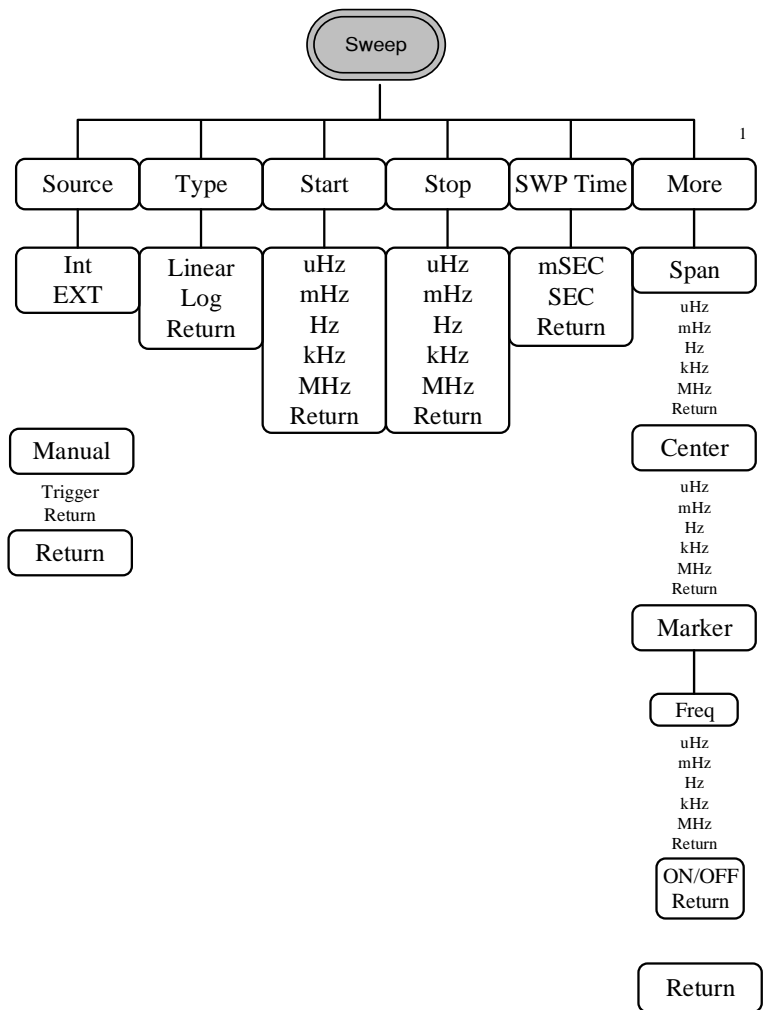 Sweep
1
Source
Type
Start
Stop
SWP Time
More
Int
EXT
Manual
Trigger
Return
Return
Linear
Log
Return
uHz
mHz
Hz
kHz
MHz
Return
uHz
mHz
Hz
kHz
MHz
Return
mSEC
SEC
Return
Span
uHz
mHz
Hz
kHz
MHz
Return
Center
uHz
mHz
Hz
kHz
MHz
Return
Marker
Freq
uHz
mHz
Hz
kHz
MHz
Return
ON/OFF
Return
Return